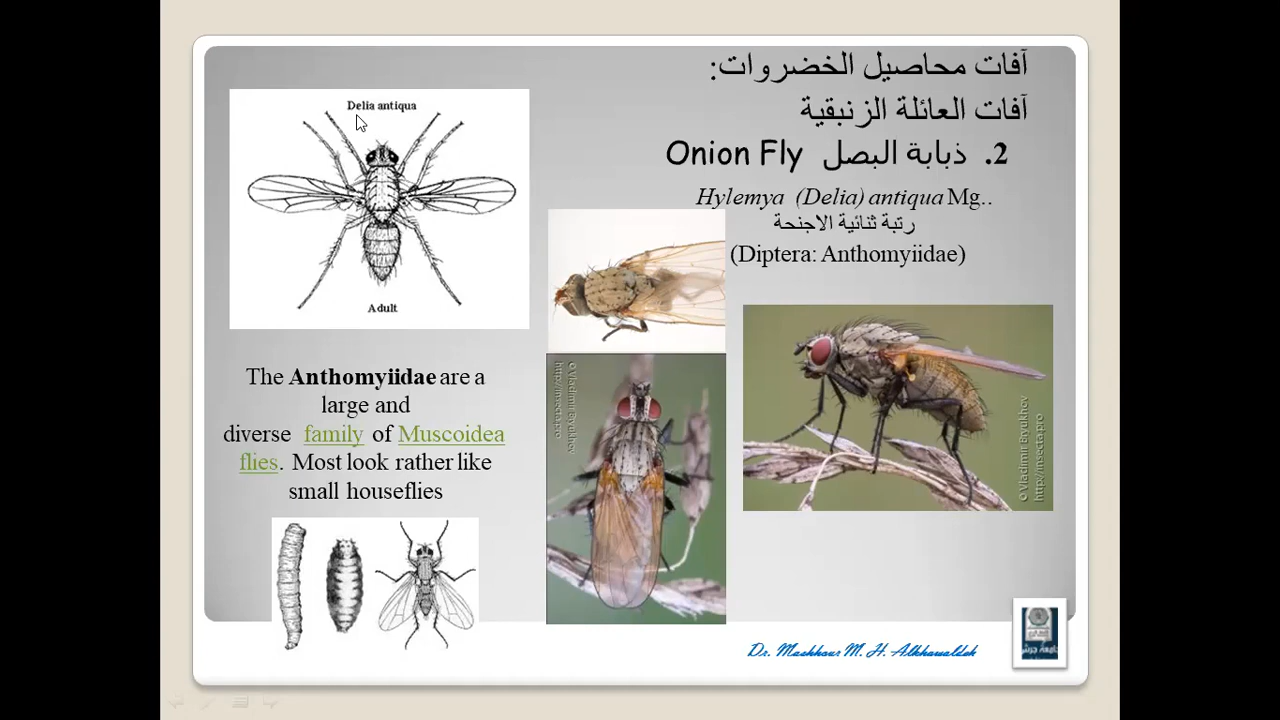 آفات محاصيل الخضروات:
آفات العائلة الزنبقية
2. ذبابة البصل Onion Fly
Hylemya (Delia) antiqua Mg..
رتبة ثنائية الاجنحة
(Diptera: Anthomyiidae)
Delia antiqua
Adult
The Anthomyiidae are a
large and
diverse family of Muscoidea
flies. Most look rather like
small houseflies
©Vladimir Bryukhov
http://insecta.pro
©Vladimir Bryukhov
http://insecta.pro
Dr. Mashhour M. H. Alkhawaldeh